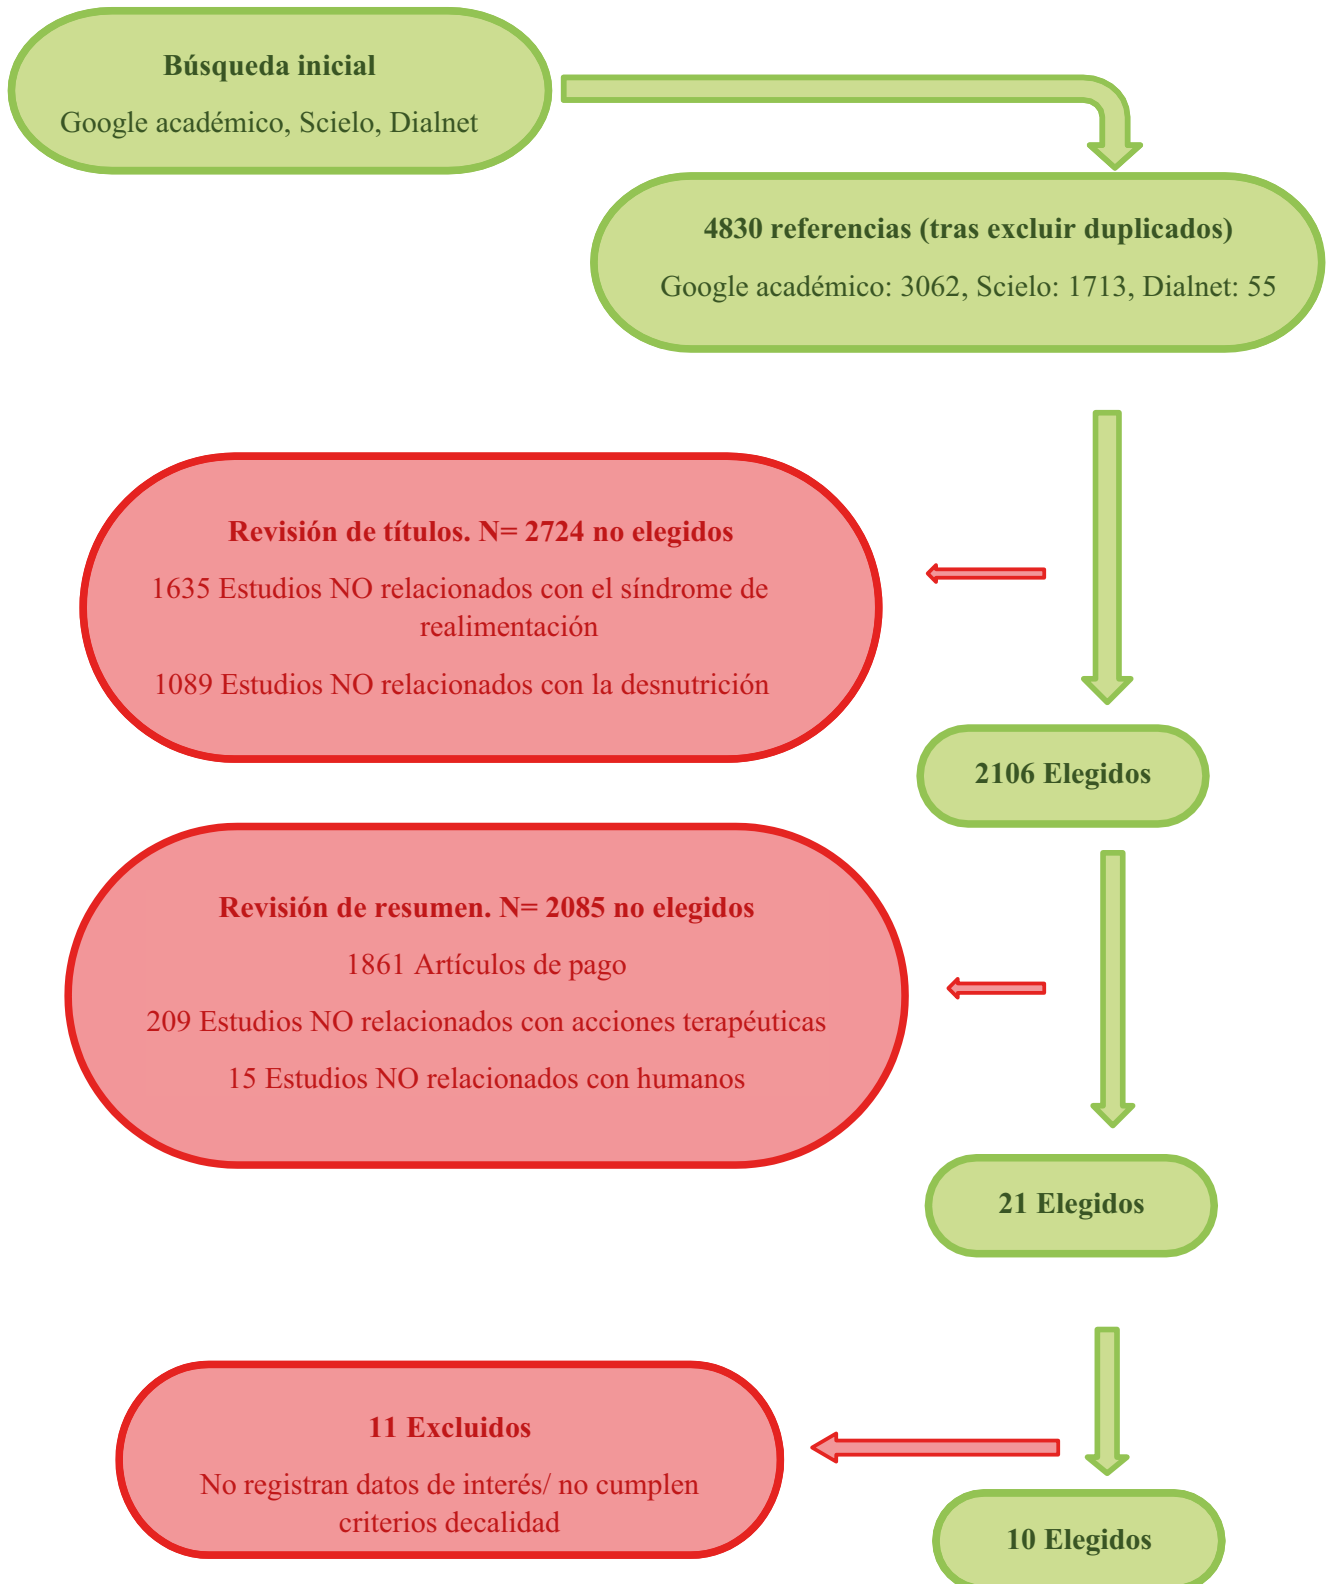 Búsqueda inicial
Google académico, Scielo, Dialnet
4830 referencias (tras excluir duplicados)
Google académico: 3062, Scielo: 1713, Dialnet: 55
Revisión de títulos. N= 2724 no elegidos
1635 Estudios NO relacionados con el síndrome de
realimentación
1089 Estudios NO relacionados con la desnutrición
2106 Elegidos
Revisión de resumen. N= 2085 no elegidos
1861 Artículos de pago
209 Estudios NO relacionados con acciones terapéuticas
15 Estudios NO relacionados con humanos
21 Elegidos
11 Excluidos
No registran datos de interés/ no cumplen
criterios decalidad
10 Elegidos